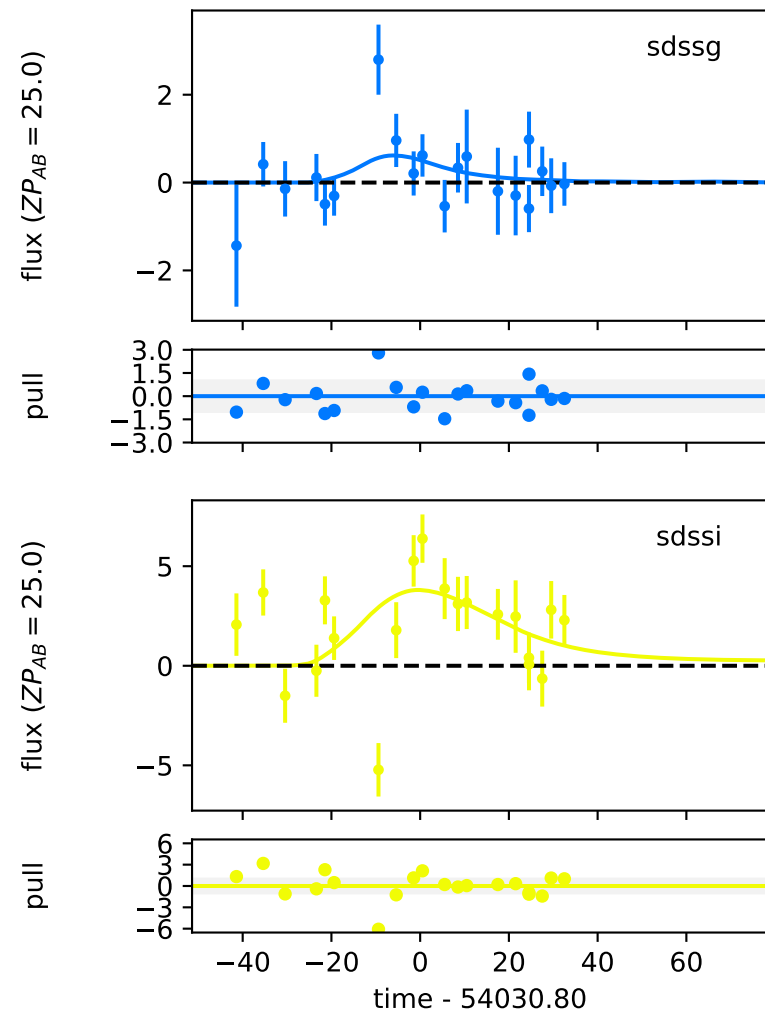 sdssg
flux (ZP_AB = 25.0)
2
0
−2
pull
3.0
1.5
0.0
−1.5
−3.0
sdssi
flux (ZP_AB = 25.0)
5
0
−5
pull
6
3
0
−3
−6
−40 −20 0 20 40 60
time - 54030.80